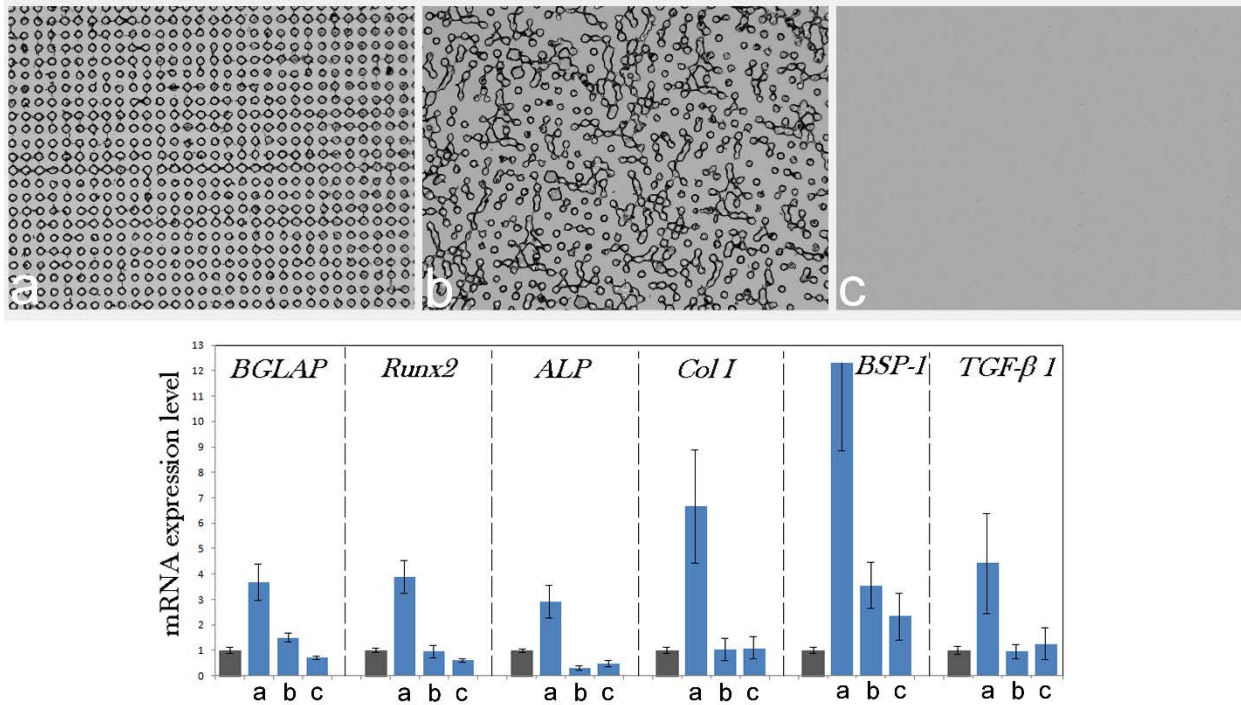 a
b
c
BGLAP
Runx2
ALP
Col I
BSP-1
TGF-β 1
mRNA expression level
13
12
11
10
9
8
7
6
5
4
3
2
1
0
a b c
a b c
a b c
a b c
a b c
a b c